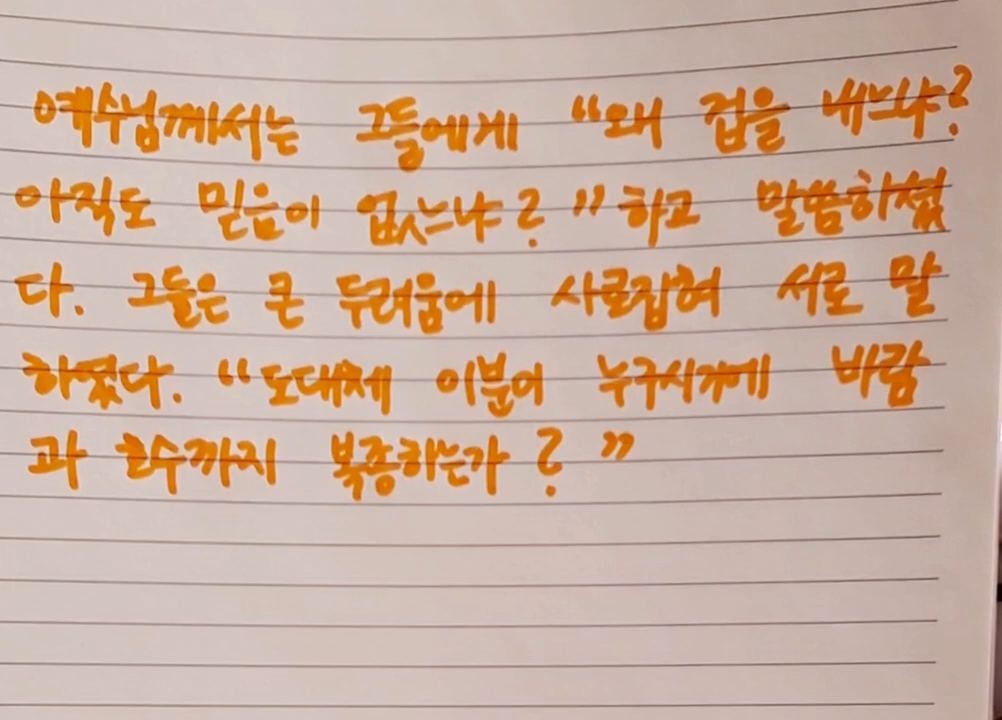 예수님께서는 그들에게 “왜 겁을 내느냐?
아직도 믿음이 없느냐? ” 하고 말씀하셨
다. 그들은 큰 두려움에 사로잡혀 서로 말
하였다. “도대체 이분이 누구시기에 바람
과 호수까지 복종하는가? ”